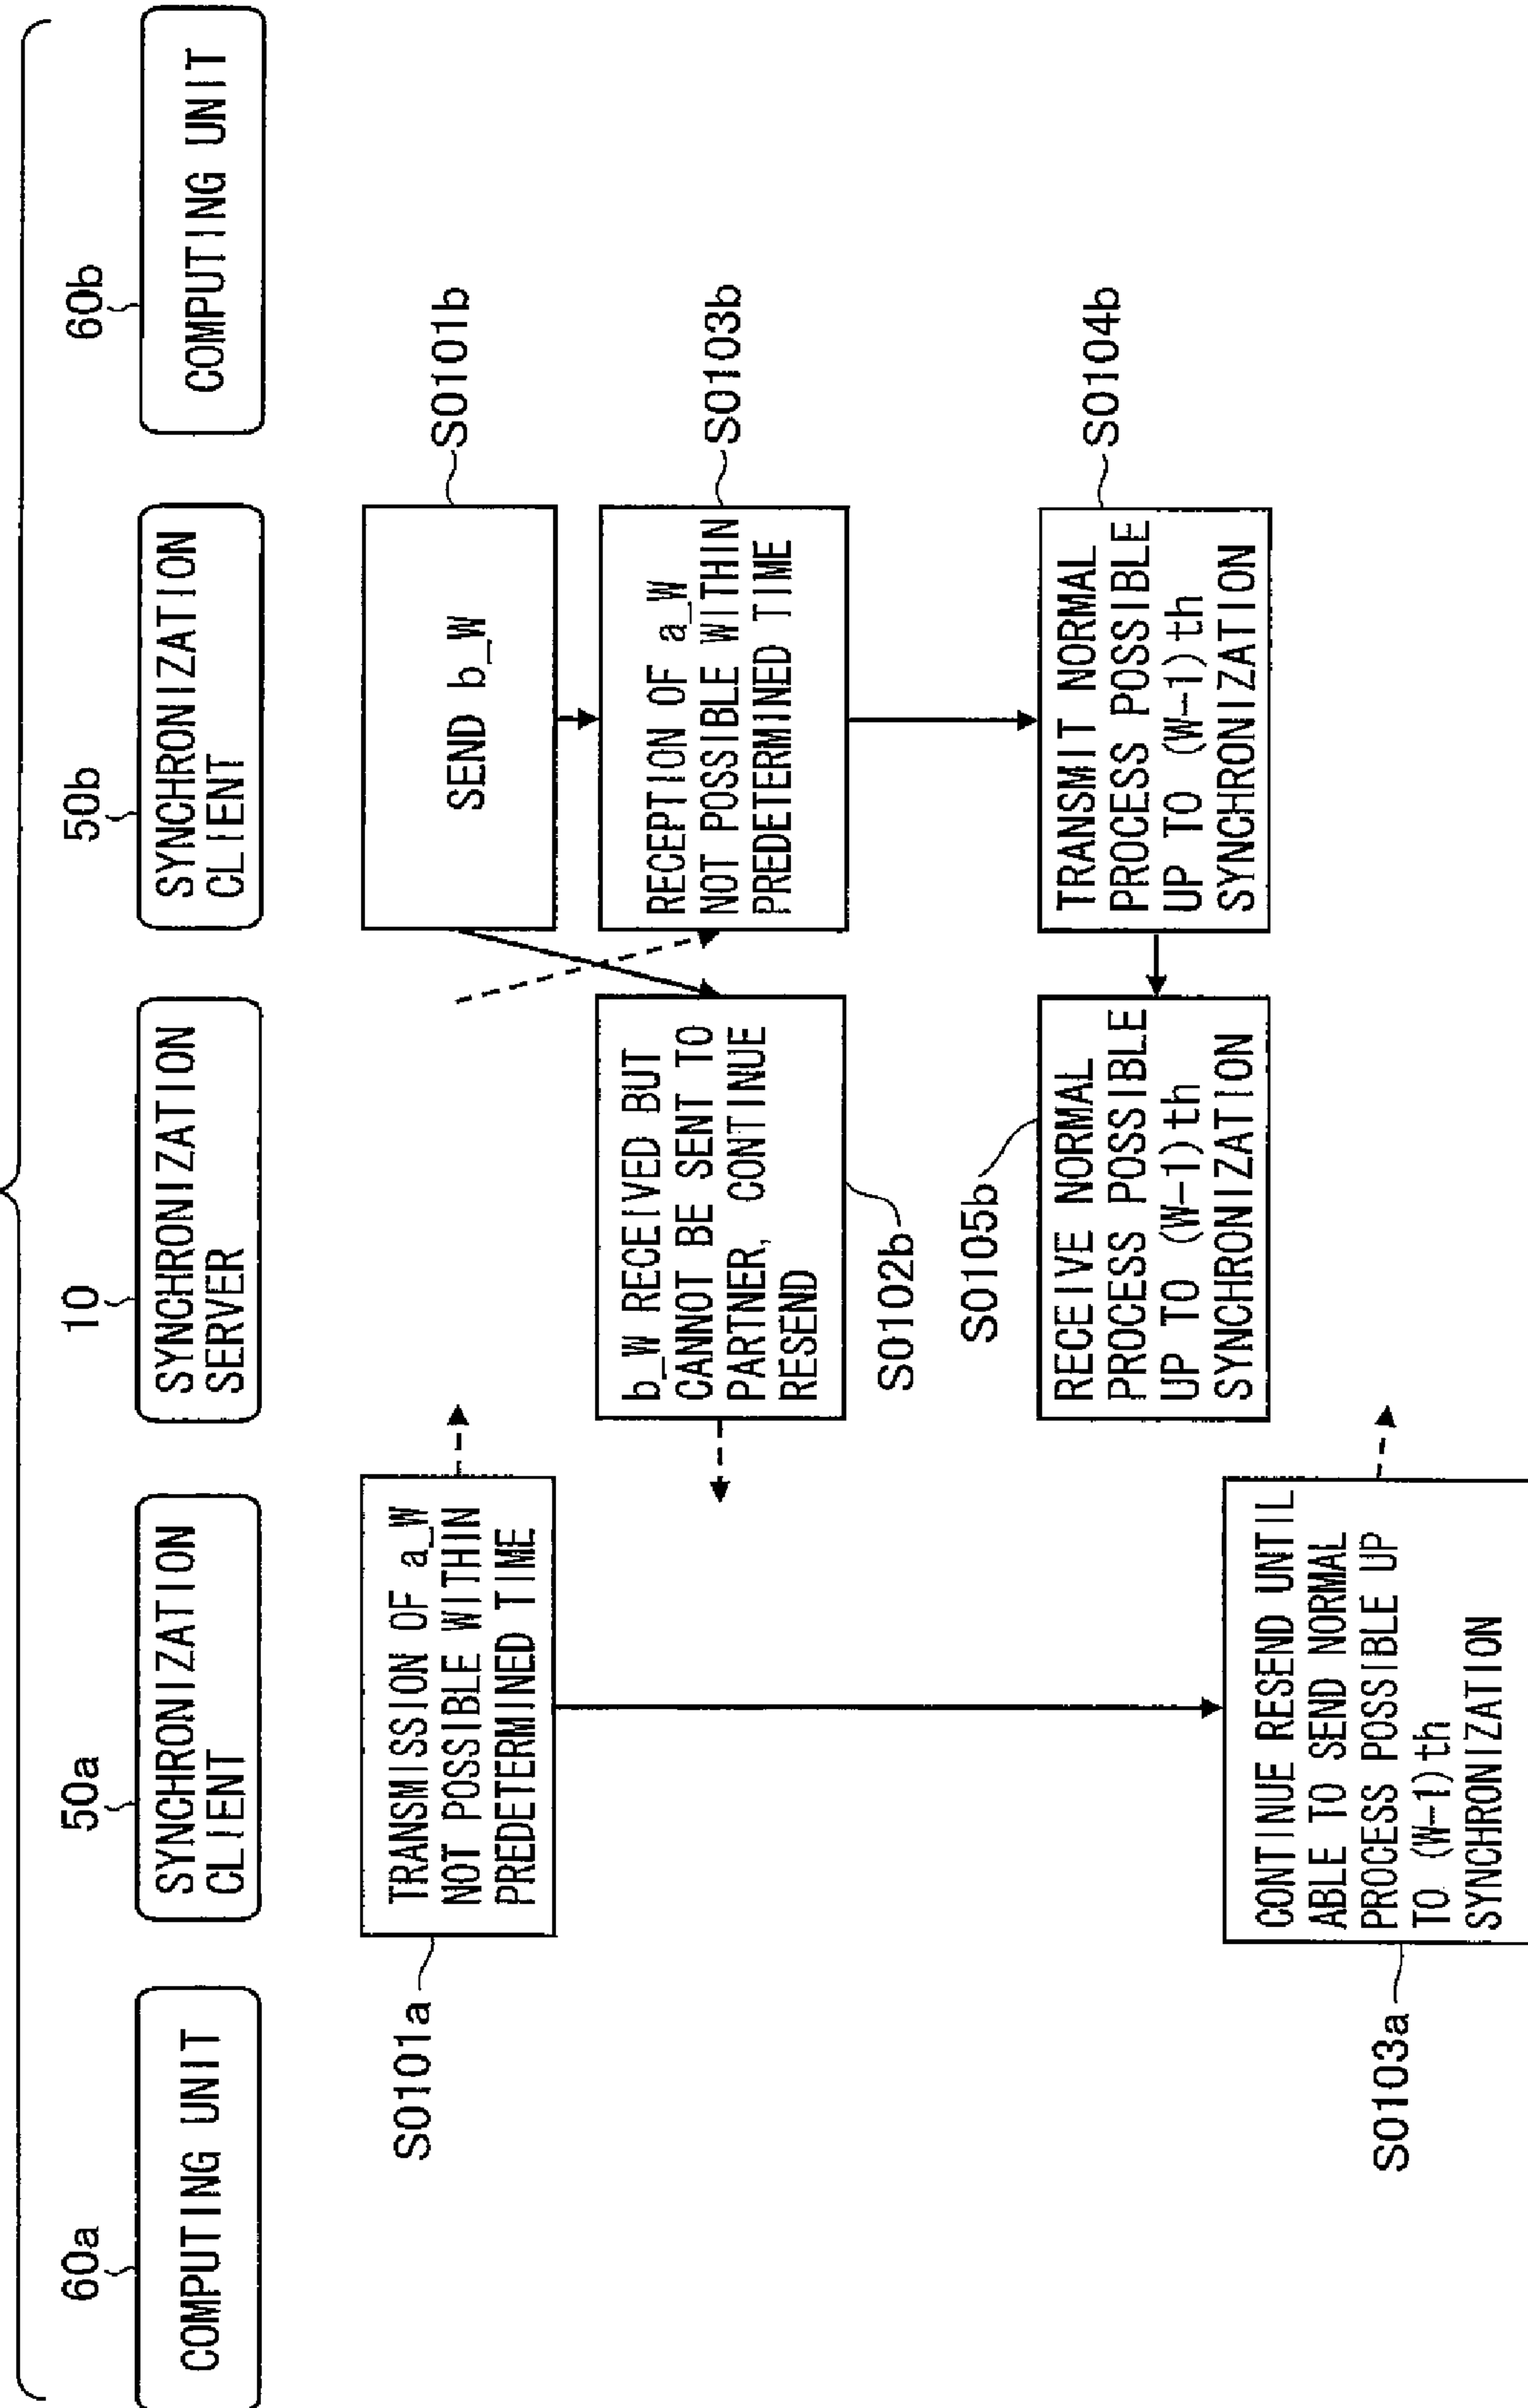 60a
COMPUTING UNIT
50a
SYNCHRONIZATION
CLIENT
10
SYNCHRONIZATION
SERVER
50b
SYNCHRONIZATION
CLIENT
60b
COMPUTING UNIT
S0101a
TRANSMISSION OF a_W
NOT POSSIBLE WITHIN
PREDETERMINED TIME
SEND b_W
S0101b
b_W RECEIVED BUT
CANNOT BE SENT TO
PARTNER, CONTINUE
RESEND
S0102b
RECEPTION OF a_W
NOT POSSIBLE WITHIN
PREDETERMINED TIME
S0103b
S0105b
RECEIVE NORMAL
PROCESS POSSIBLE
UP TO (W-1)th
SYNCHRONIZATION
TRANSMIT NORMAL
PROCESS POSSIBLE
UP TO (W-1)th
SYNCHRONIZATION
S0104b
S0103a
CONTINUE RESEND UNTIL
ABLE TO SEND NORMAL
PROCESS POSSIBLE UP
TO (W-1)th
SYNCHRONIZATION